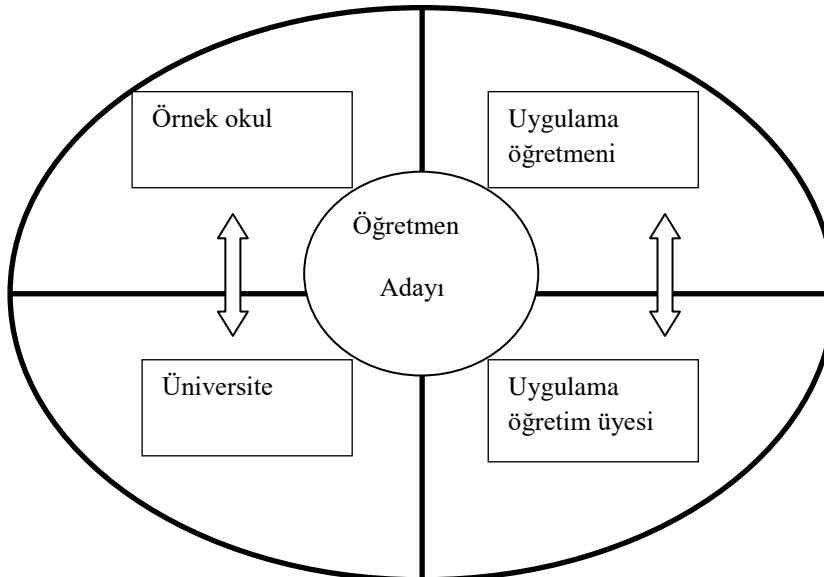 Örnek okul
Uygulama
öğretmeni
Öğretmen
Adayı
Üniversite
Uygulama
öğretim üyesi